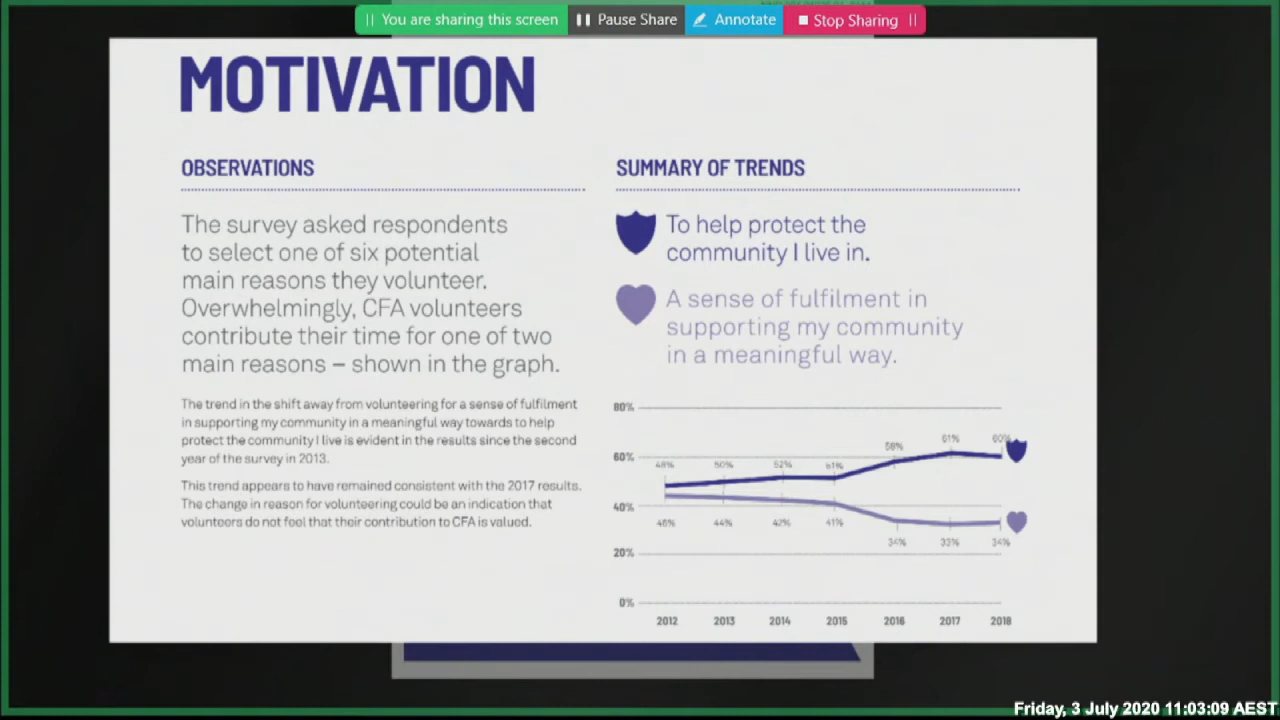 You are sharing this screen
Pause Share
Annotate
Stop Sharing
MOTIVATION
OBSERVATIONS
The survey asked respondents
to select one of six potential
main reasons they volunteer.
Overwhelmingly, CFA volunteers
contribute their time for one of two
main reasons – shown in the graph.
The trend in the shift away from volunteering for a sense of fulfilment
in supporting my community in a meaningful way towards to help
protect the community I live is evident in the results since the second
year of the survey in 2013.
This trend appears to have remained consistent with the 2017 results.
The change in reason for volunteering could be an indication that
volunteers do not feel that their contribution to CFA is valued.
SUMMARY OF TRENDS
To help protect the
community I live in.
A sense of fulfilment in
supporting my community
in a meaningful way.
80%
60%
40%
20%
0%
48% 50% 52% 51% 58% 61% 60%
44% 42% 41% 34% 33% 34%
2012 2013 2014 2015 2016 2017 2018
Friday, 3 July 2020 11:03:09 AEST